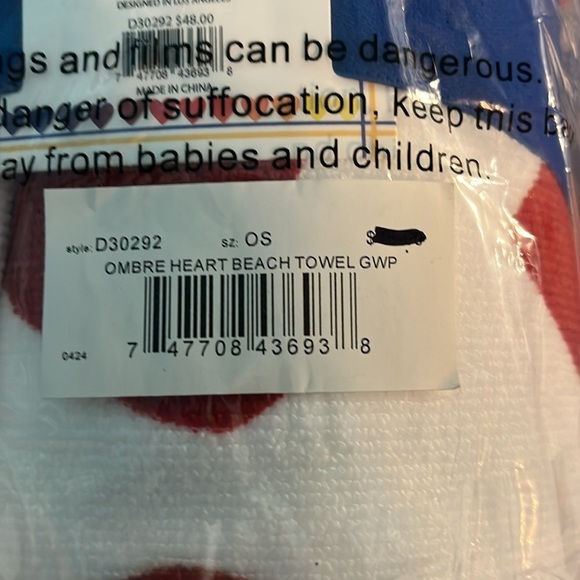 DESIGNED IN LOS ANGELES
D30292 $48.00
gs and films can be dangerous.
7 47708 43693 8
MADE IN CHINA
danger of suffocation, keep this ba
ay from babies and children.
style: D30292 sz: OS $
OMBRE HEART BEACH TOWEL GWP
0424 7 47708 43693 8